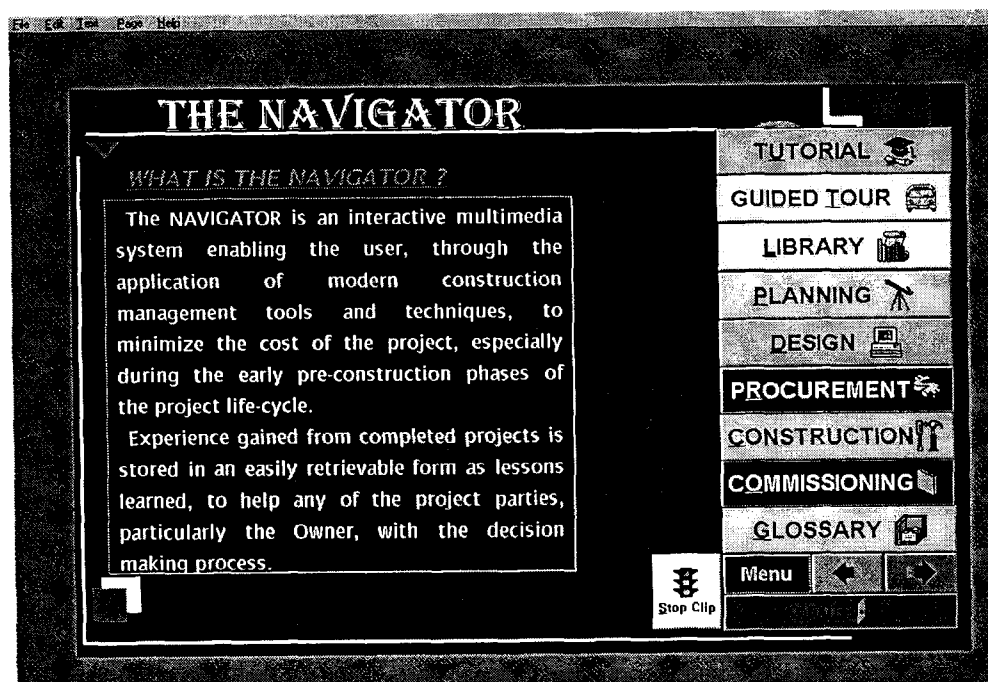 File Edit Text Page Help
THE NAVIGATOR
WHAT IS THE NAVIGATOR ?
The NAVIGATOR is an interactive multimedia
system enabling the user, through the
application of modern construction
management tools and techniques, to
minimize the cost of the project, especially
during the early pre-construction phases of
the project life-cycle.
Experience gained from completed projects is
stored in an easily retrievable form as lessons
learned, to help any of the project parties,
particularly the Owner, with the decision
making process.
TUTORIAL
GUIDED TOUR
LIBRARY
PLANNING
DESIGN
PROCUREMENT
CONSTRUCTION
COMMISSIONING
GLOSSARY
Menu
Stop Clip